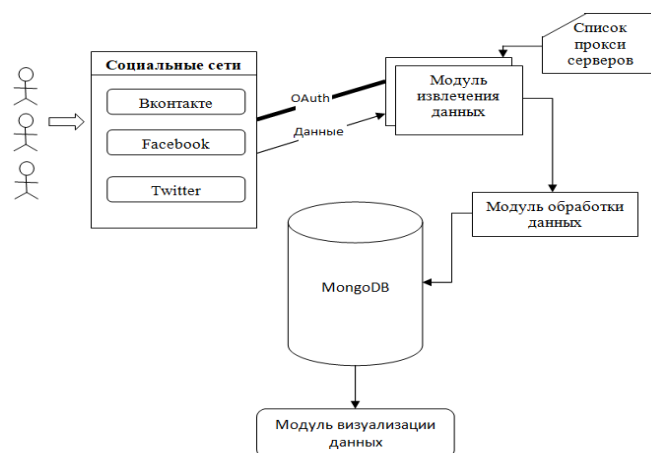 Список
прокси
серверов
Социальные сети
Вконтакте
Facebook
Twitter
OAuth
Данные
Модуль
извлечения
данных
Модуль обработки
данных
MongoDB
Модуль визуализации
данных